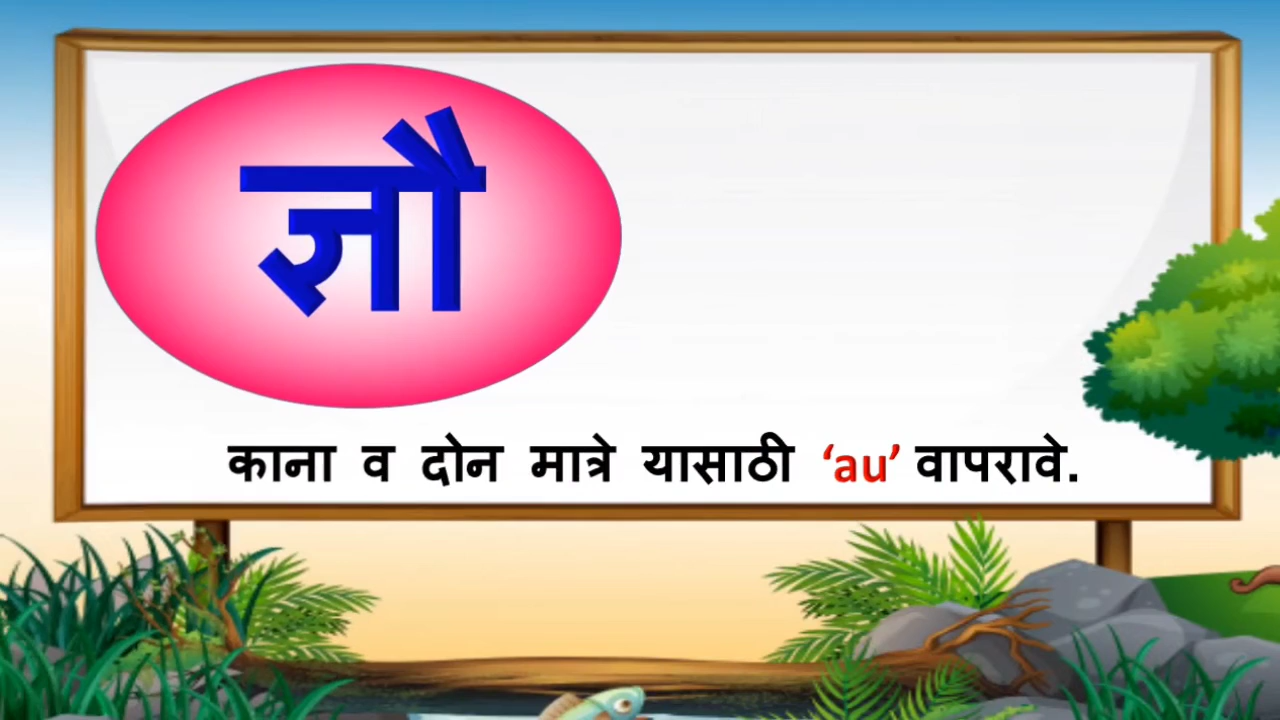 ज्ञौ
काना व दोन मात्रे यासाठी ‘au’ वापरावे.